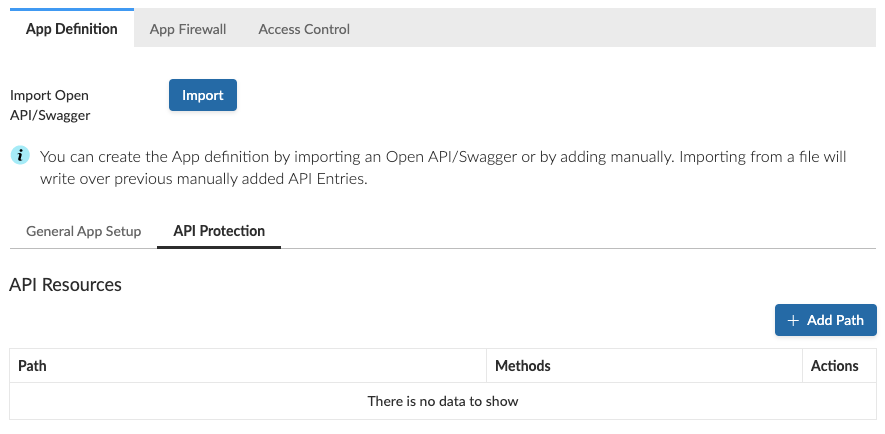 App Definition App Firewall Access Control
Import Open
API/Swagger
Import
You can create the App definition by importing an Open API/Swagger or by adding manually. Importing from a file will
write over previous manually added API Entries.
General App Setup API Protection
API Resources
+ Add Path
Path Methods Actions
There is no data to show